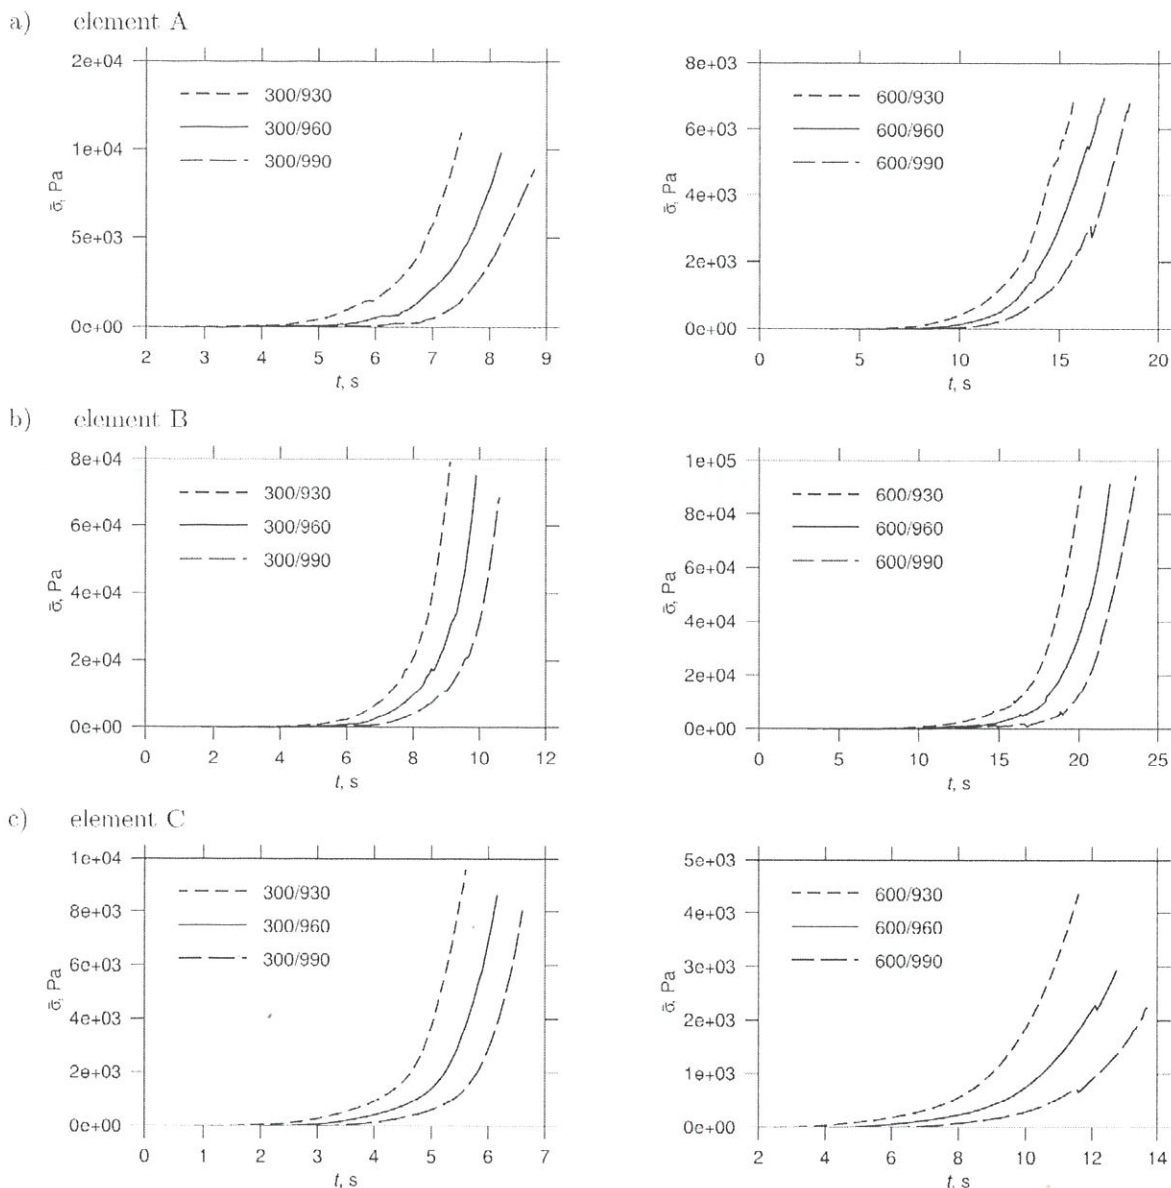 a) element A
2e+04
1e+04
5e+03
0e+00
σ̄, Pa
300/930
300/960
300/990
2 3 4 5 6 7 8 9
t, s
8e+03
6e+03
4e+03
2e+03
0e+00
σ̄, Pa
600/930
600/960
600/990
0 5 10 15 20
t, s
b) element B
8e+04
6e+04
4e+04
2e+04
0e+00
σ̄, Pa
300/930
300/960
300/990
0 2 4 6 8 10 12
t, s
1e+05
8e+04
6e+04
4e+04
2e+04
0e+00
σ̄, Pa
600/930
600/960
600/990
0 5 10 15 20 25
t, s
c) element C
1e+04
8e+03
6e+03
4e+03
2e+03
0e+00
σ̄, Pa
300/930
300/960
300/990
0 1 2 3 4 5 6 7
t, s
5e+03
4e+03
3e+03
2e+03
1e+03
0e+00
σ̄, Pa
600/930
600/960
600/990
2 4 6 8 10 12 14
t, s